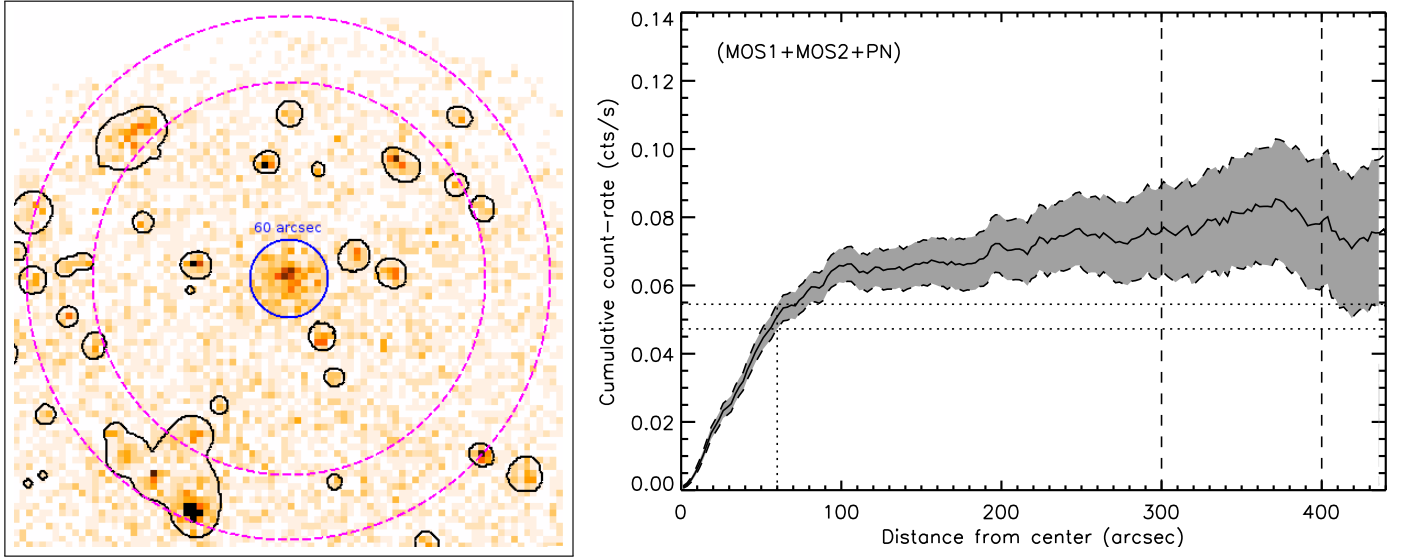 60 arcsec
(MOS1+MOS2+PN)
Cumulative count-rate (cts/s)
0.14
0.12
0.10
0.08
0.06
0.04
0.02
0.00
0 100 200 300 400
Distance from center (arcsec)